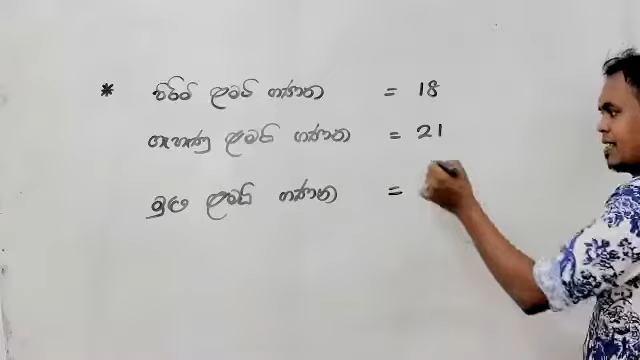 * පිරිමි ළමයි ගණන = 18
ගැහැණු ළමයි ගණන = 21
මුළු ළමයි ගණන =